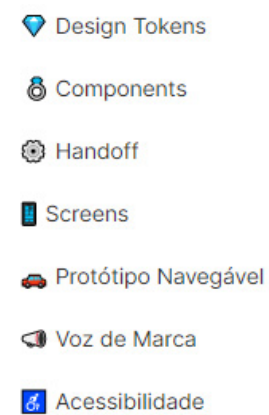 Design Tokens
Components
Handoff
Screens
Protótipo Navegável
Voz de Marca
Acessibilidade